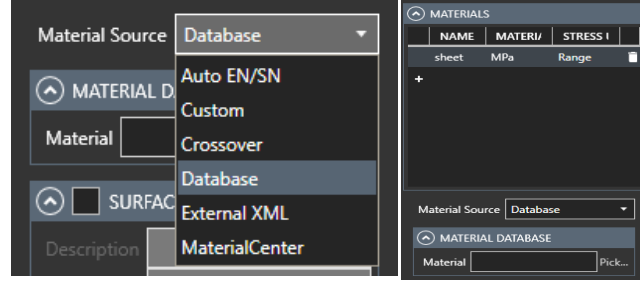 Material Source Database
Auto EN/SN
Custom
Crossover
Database
External XML
MaterialCenter
MATERIAL D
Material
SURFAC
Description
MATERIALS
NAME MATERI STRESS
sheet MPa Range
+
Material Source Database
MATERIAL DATABASE
Material Pick...